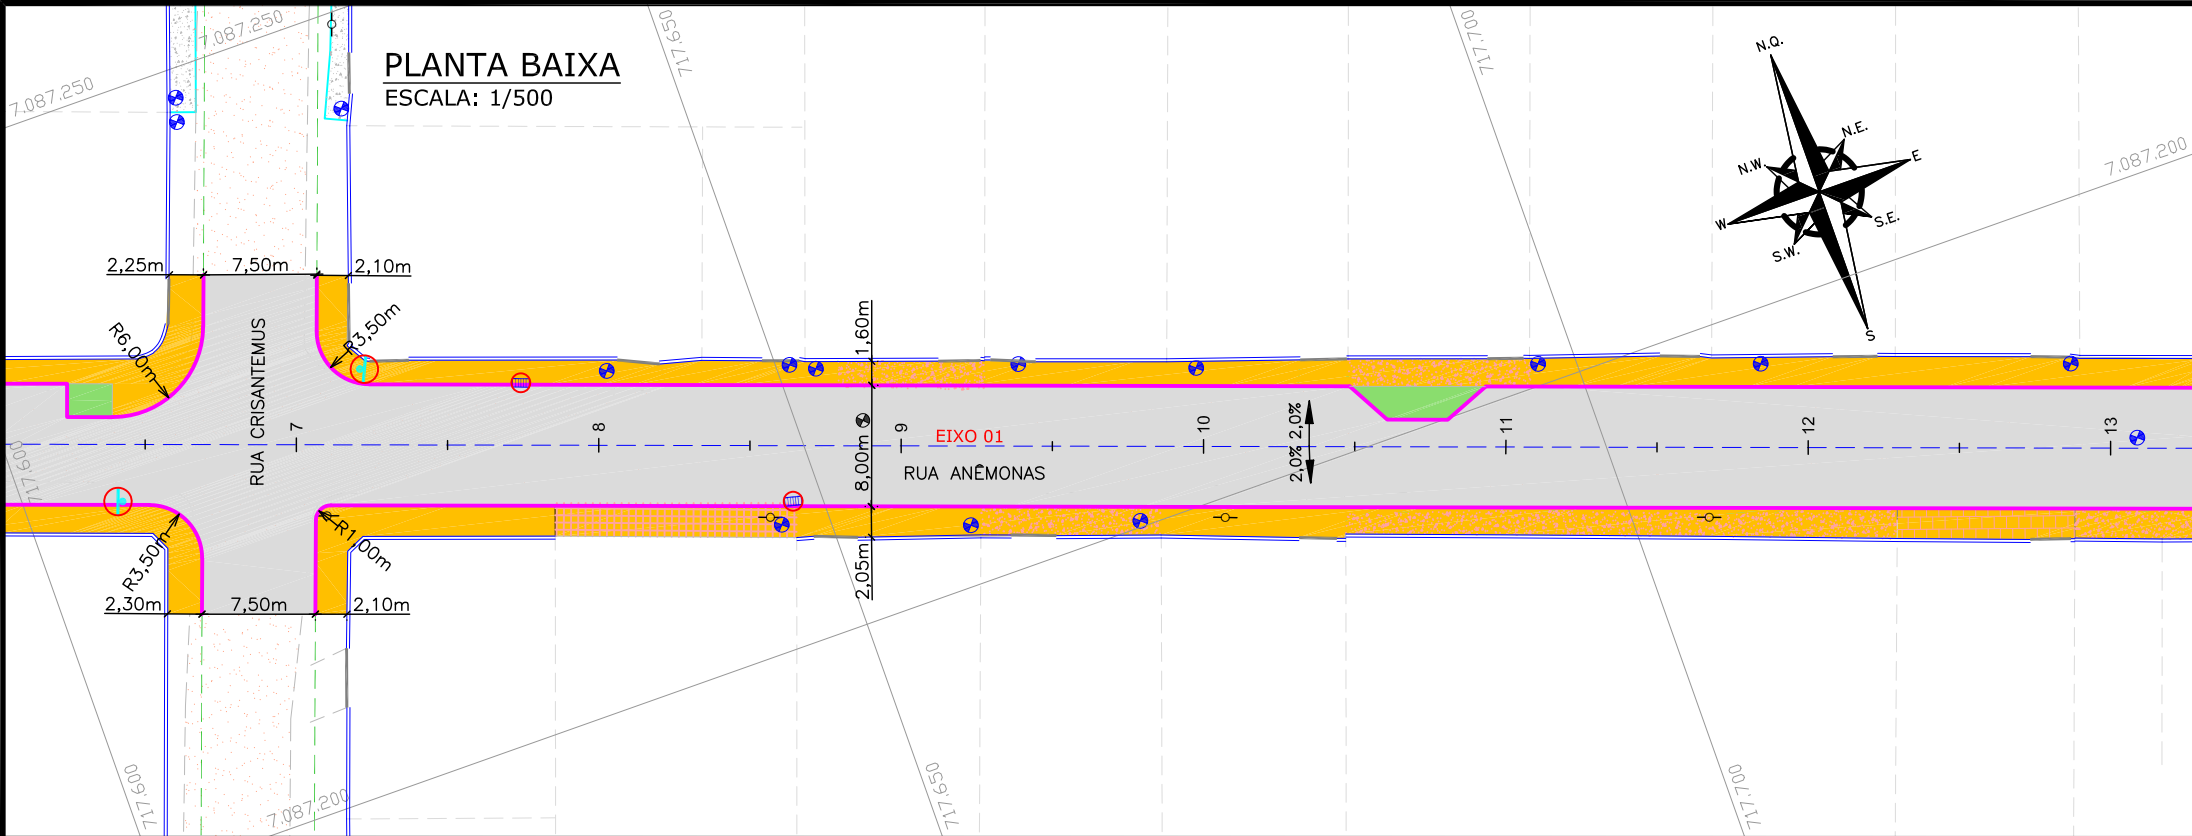 7.087.250
7.087.250
PLANTA BAIXA
ESCALA: 1/500
717.650
717.700
N.Q.
N.E.
E
N.W.
W
S.E.
S.W.
S
7.087.200
2,25m
7,50m
2,10m
R6,00m
R3,50m
RUA CRISANTEMUS
1,60m
7
8
9
10
11
12
13
EIXO 01
8,00m
2,0% 2,0%
RUA ANÊMONAS
717.600
R3,50m
R1,00m
2,05m
2,30m
7,50m
2,10m
717.600
7.087.200
717.650
717.700